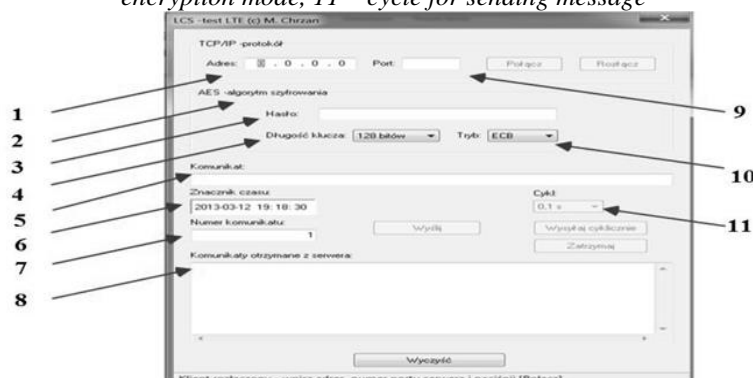 encryption mode, 11 – cycle for sending message
LCS -test LTE (c) M. Chrzan
TCP/IP -protokół
Adres: 0 . 0 . 0 . 0 Port: Połącz Rozłącz
1
9
AES -algorytm szyfrowania
2
Hasło:
3
Długość klucza: 128 bitów Tryb: ECB
4
10
Komunikat:
5
Znacznik czasu: Cykl:
2013-03-12 19:18:30 0,1 s
6
11
Numer komunikatu: Wyślij Wysyłaj cyklicznie
1
7
Zatrzymaj
Komunikaty otrzymane z serwera:
8
Wyczyść